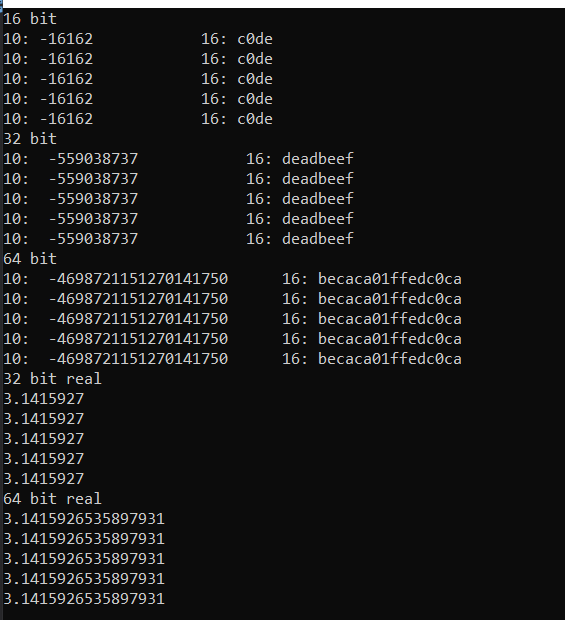 16 bit
10: -16162            16: c0de
10: -16162            16: c0de
10: -16162            16: c0de
10: -16162            16: c0de
10: -16162            16: c0de
32 bit
10:  -559038737            16: deadbeef
10:  -559038737            16: deadbeef
10:  -559038737            16: deadbeef
10:  -559038737            16: deadbeef
10:  -559038737            16: deadbeef
64 bit
10:  -4698721151270141750      16: becaca01ffedc0ca
10:  -4698721151270141750      16: becaca01ffedc0ca
10:  -4698721151270141750      16: becaca01ffedc0ca
10:  -4698721151270141750      16: becaca01ffedc0ca
10:  -4698721151270141750      16: becaca01ffedc0ca
32 bit real
3.1415927
3.1415927
3.1415927
3.1415927
3.1415927
64 bit real
3.1415926535897931
3.1415926535897931
3.1415926535897931
3.1415926535897931
3.1415926535897931